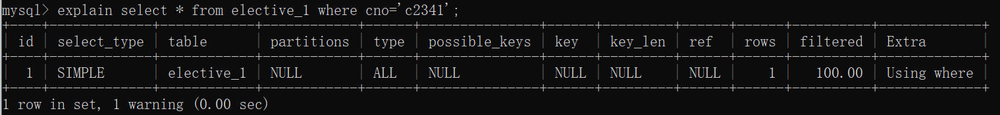 mysql> explain select * from elective_1 where cno='c2341';
+----+-------------+------------+------------+------+---------------+------+---------+------+------+----------+-------------+
| id | select_type | table      | partitions | type | possible_keys | key  | key_len | ref  | rows | filtered | Extra       |
+----+-------------+------------+------------+------+---------------+------+---------+------+------+----------+-------------+
|  1 | SIMPLE      | elective_1 | NULL       | ALL  | NULL          | NULL | NULL    | NULL |    1 |   100.00 | Using where |
+----+-------------+------------+------------+------+---------------+------+---------+------+------+----------+-------------+
1 row in set, 1 warning (0.00 sec)